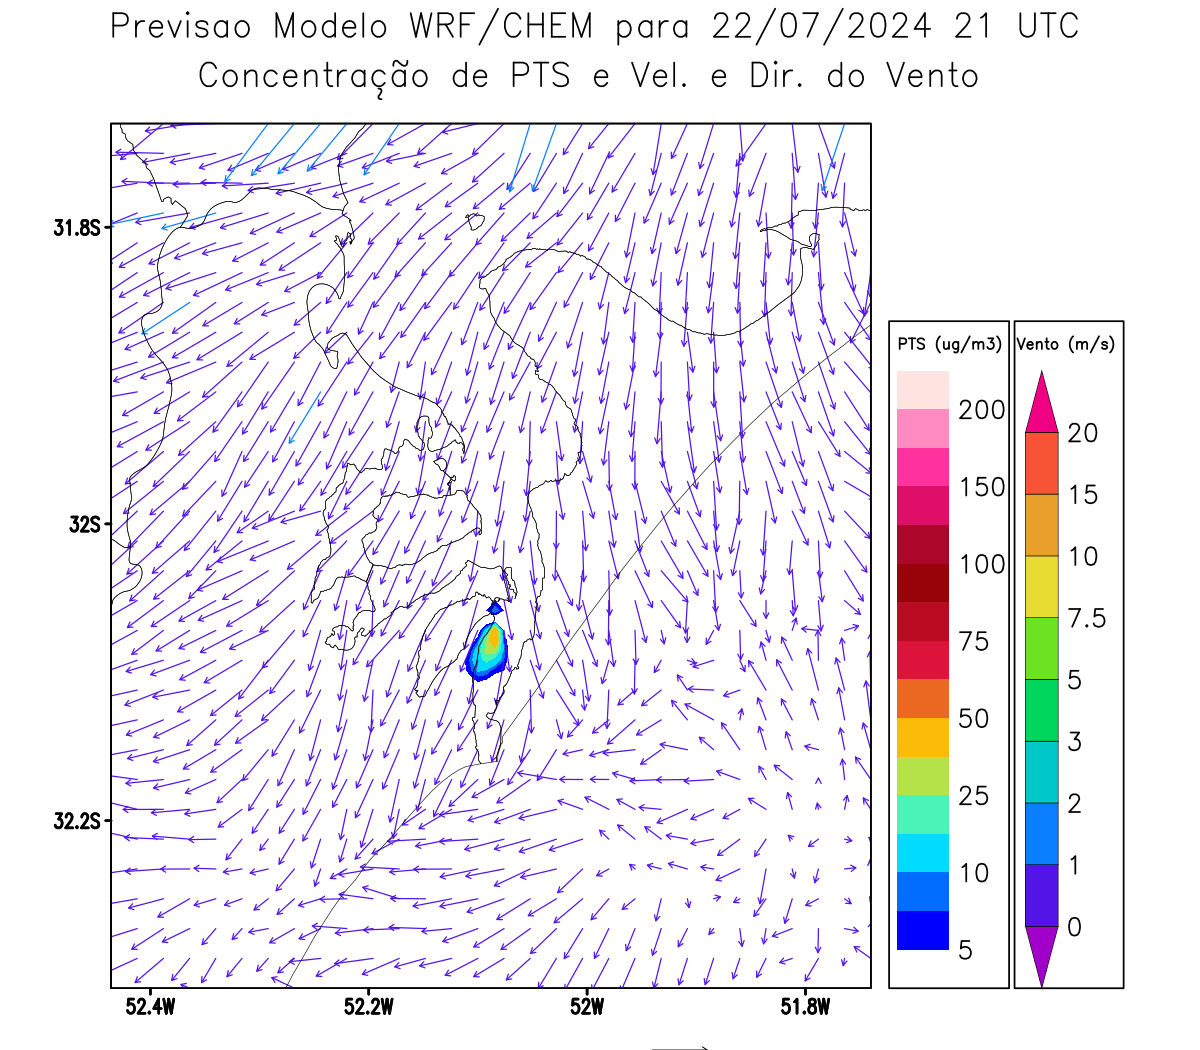 Previsao Modelo WRF/CHEM para 22/07/2024 21 UTC
Concentração de PTS e Vel. e Dir. do Vento
31.8S
32S
32.2S
52.4W 52.2W 52W 51.8W
PTS (ug/m3)
200
150
100
75
50
25
10
5
Vento (m/s)
20
15
10
7.5
5
3
2
1
0